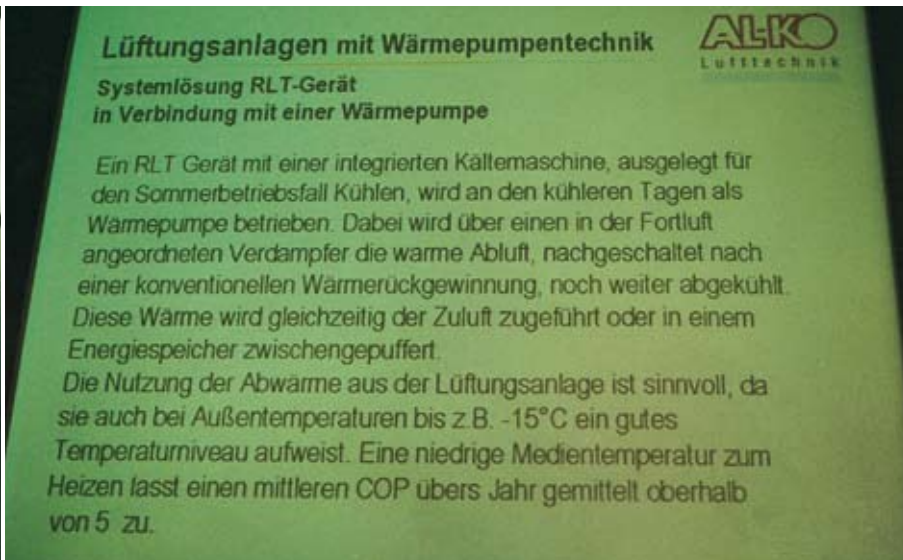 Lüftungsanlagen mit Wärmepumpentechnik
AL-KO
Lufttechnik
Systemlösung RLT-Gerät
in Verbindung mit einer Wärmepumpe
Ein RLT Gerät mit einer integrierten Kältemaschine, ausgelegt für
den Sommerbetriebsfall Kühlen, wird an den kühleren Tagen als
Wärmepumpe betrieben. Dabei wird über einen in der Fortluft
angeordneten Verdampfer die warme Abluft, nachgeschaltet nach
einer konventionellen Wärmerückgewinnung, noch weiter abgekühlt.
Diese Wärme wird gleichzeitig der Zuluft zugeführt oder in einem
Energiespeicher zwischengepuffert.
Die Nutzung der Abwärme aus der Lüftungsanlage ist sinnvoll, da
sie auch bei Außentemperaturen bis z.B. -15°C ein gutes
Temperaturniveau aufweist. Eine niedrige Medientemperatur zum
Heizen lasst einen mittleren COP übers Jahr gemittelt oberhalb
von 5 zu.